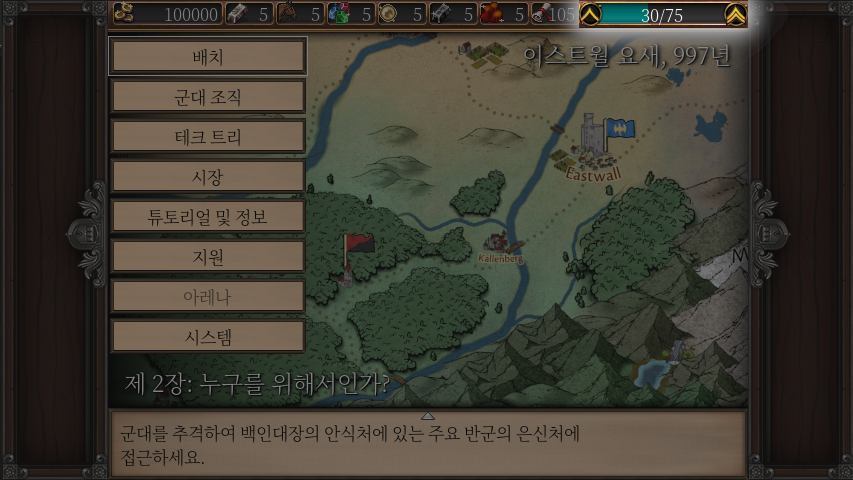 100000 5 5 5 5 5 5 105 30/75
이스트월 요새, 997년
배치
군대 조직
테크 트리
시장
튜토리얼 및 정보
지원
아레나
시스템
Eastwall
Kallenberg
M
제 2장: 누구를 위해서인가?
군대를 추격하여 백인대장의 안식처에 있는 주요 반군의 은신처에
접근하세요.